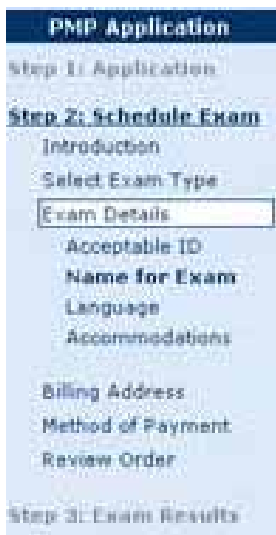 PMP Application
Step 1: Application
Step 2: Schedule Exam
Introduction
Select Exam Type
Exam Details
Acceptable ID
Name for Exam
Language
Accommodations
Billing Address
Method of Payment
Review Order
Step 3: Exam Results